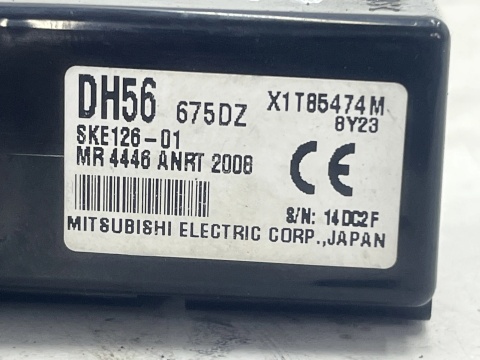 DH56 675DZ X1T85474M
8Y23
SKE126-01
MR 4446 ANRT 2008
CE
S/N: 14DC2F
MITSUBISHI ELECTRIC CORP.,JAPAN